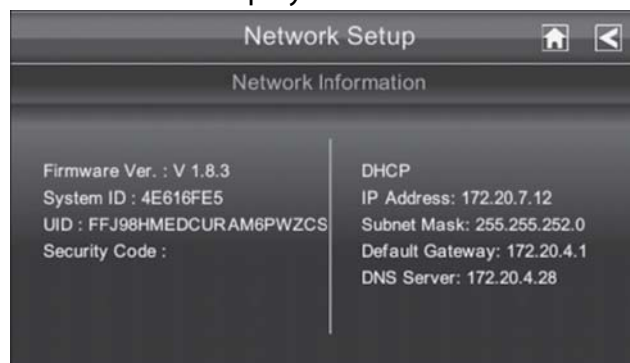 Network Setup
Network Information
Firmware Ver. : V 1.8.3
System ID : 4E616FE5
UID : FFJ98HMEDCURAM6PWZCS
Security Code :
DHCP
IP Address: 172.20.7.12
Subnet Mask: 255.255.252.0
Default Gateway: 172.20.4.1
DNS Server: 172.20.4.28